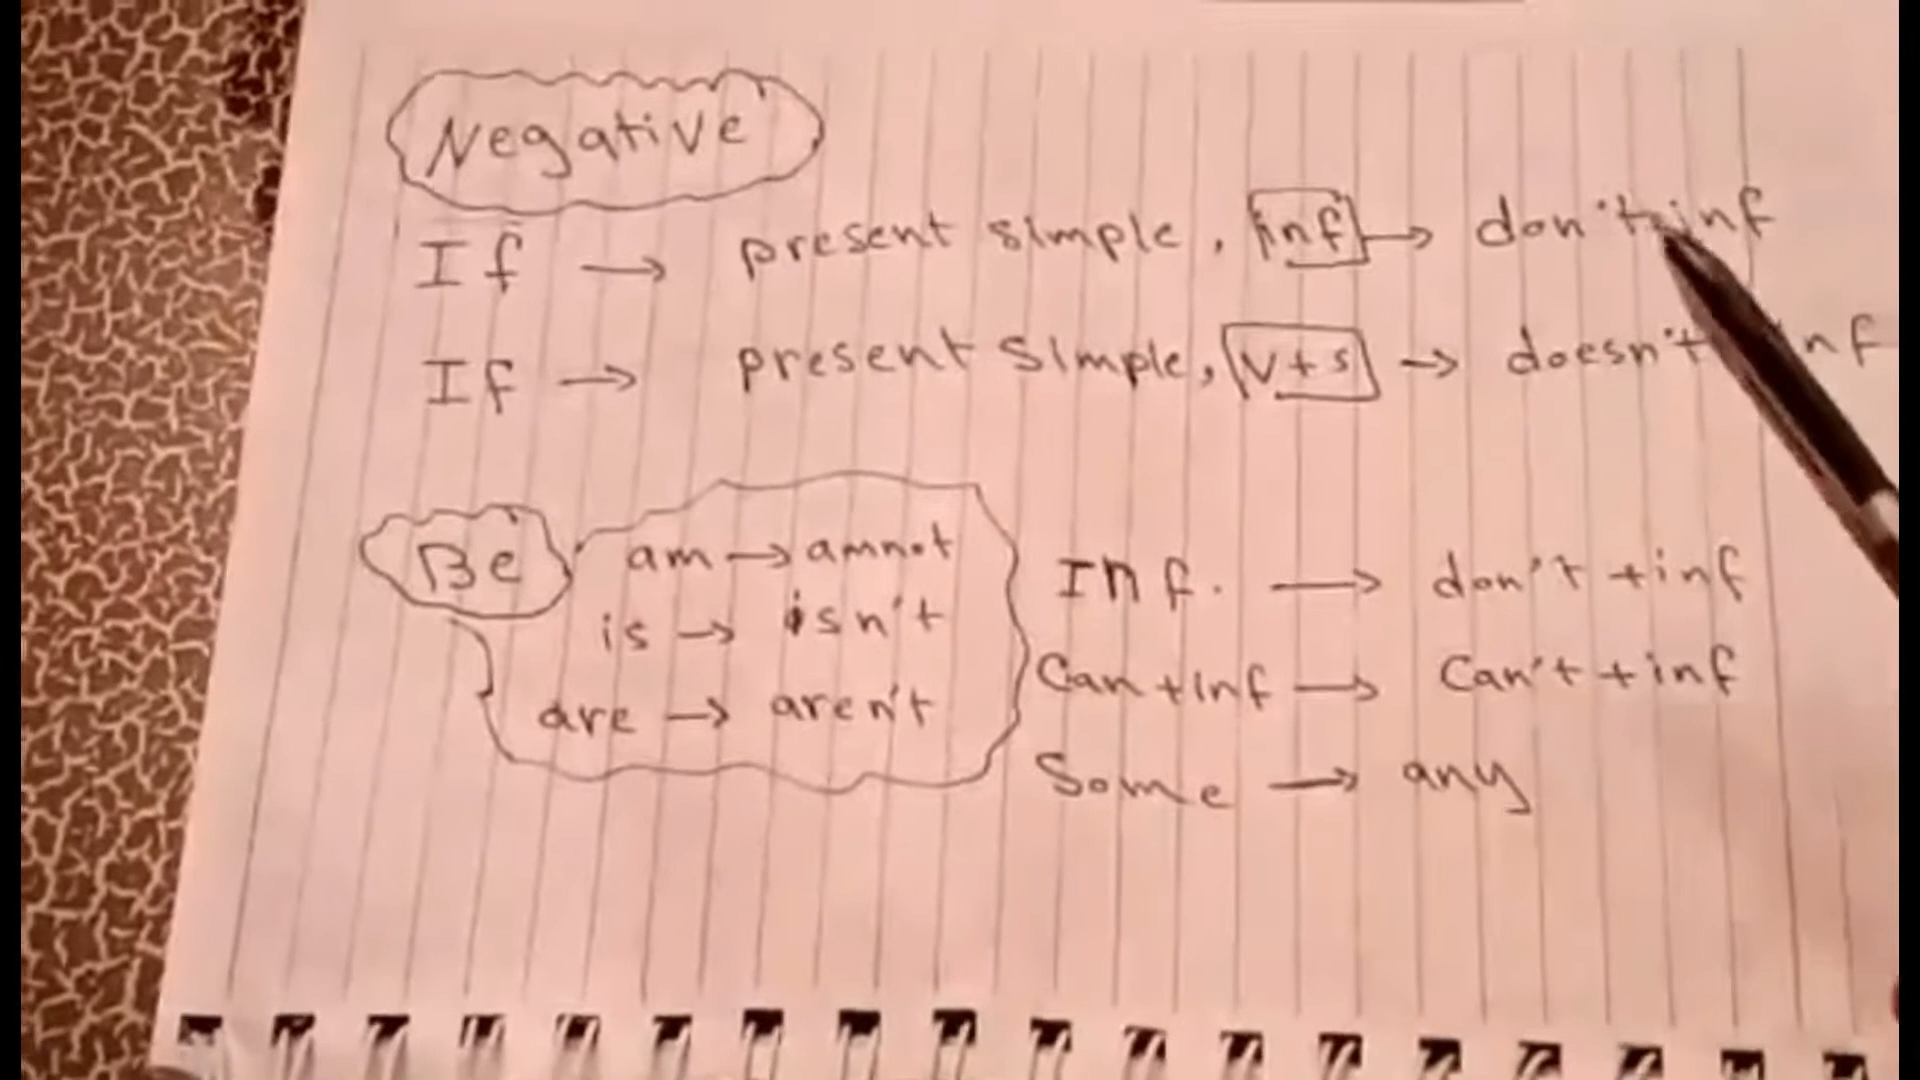 Negative
If → present simple, inf → don't inf
If → present simple, v+s → doesn't inf
Be
am → amnot
is → isn't
are → aren't
Inf. → don't +inf
Can +inf → Can't +inf
Some → any